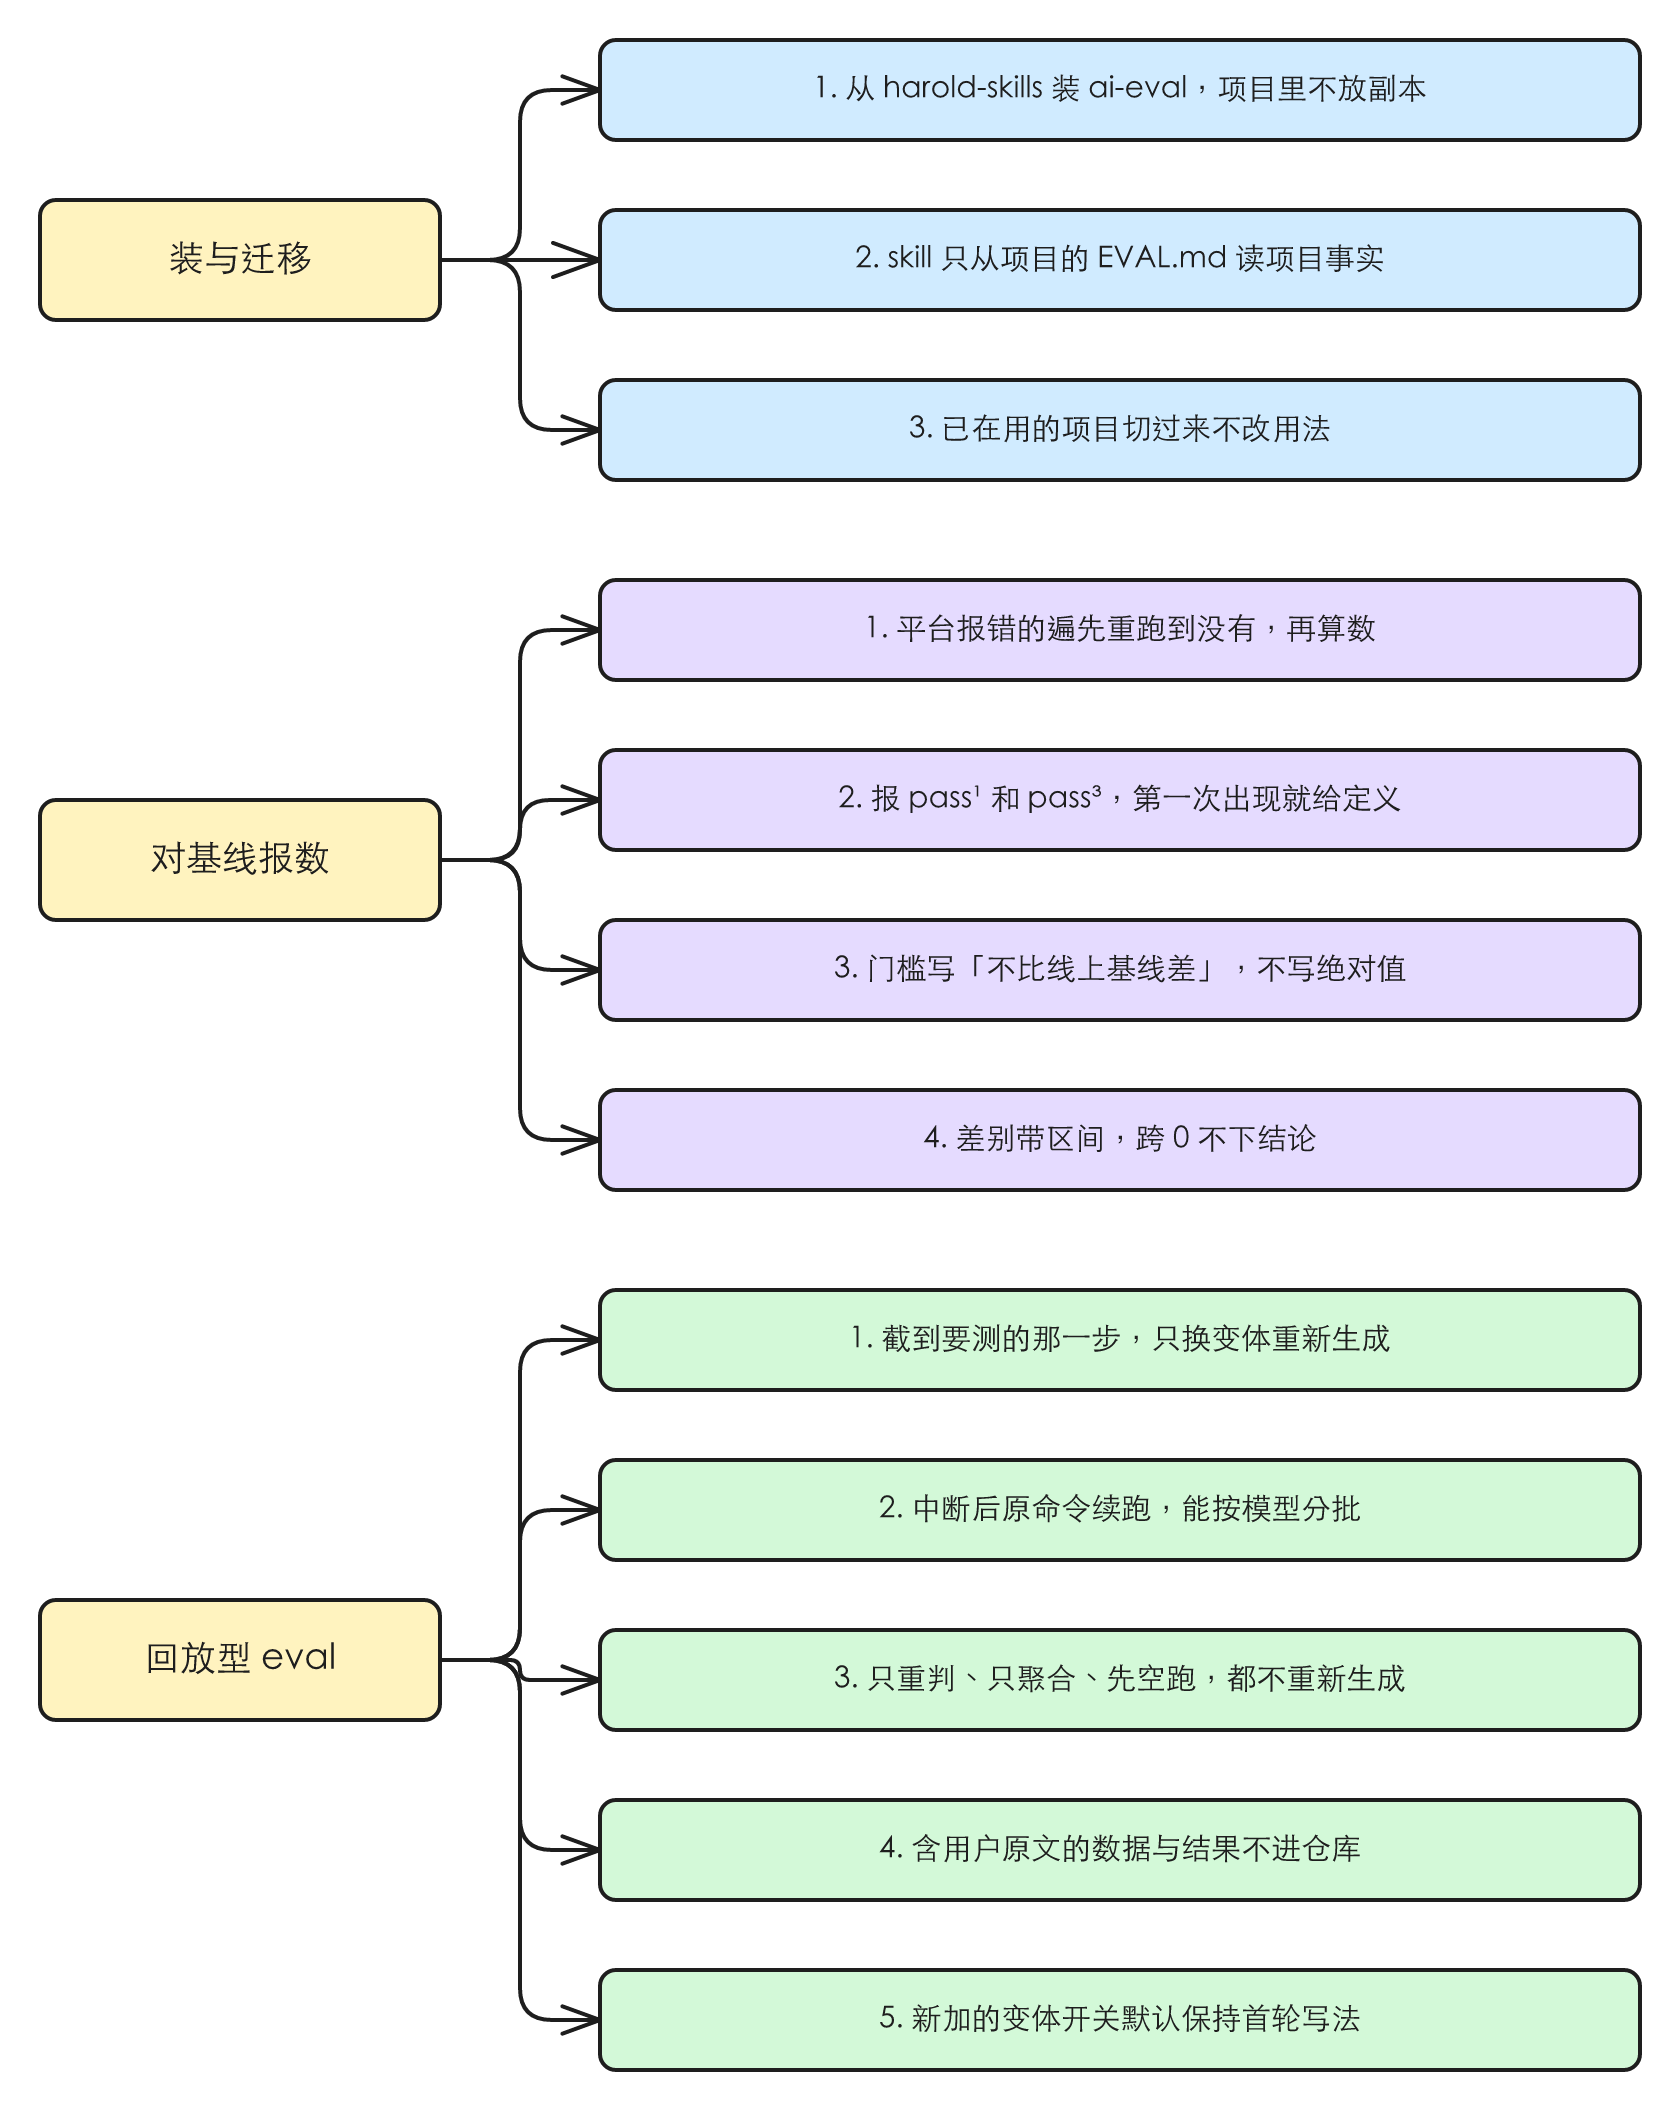 装与迁移
1. 从 harold-skills 装 ai-eval，项目里不放副本
2. skill 只从项目的 EVAL.md 读项目事实
3. 已在用的项目切过来不改用法
对基线报数
1. 平台报错的遍先重跑到没有，再算数
2. 报 pass¹ 和 pass³，第一次出现就给定义
3. 门槛写「不比线上基线差」，不写绝对值
4. 差别带区间，跨 0 不下结论
回放型 eval
1. 截到要测的那一步，只换变体重新生成
2. 中断后原命令续跑，能按模型分批
3. 只重判、只聚合、先空跑，都不重新生成
4. 含用户原文的数据与结果不进仓库
5. 新加的变体开关默认保持首轮写法